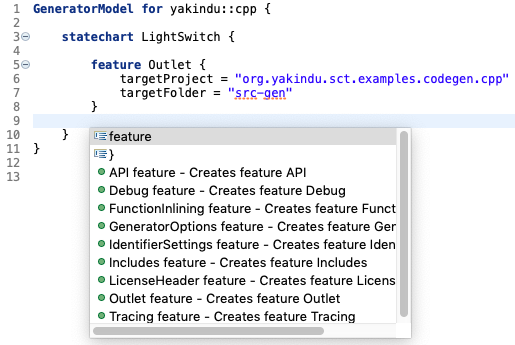 1 GeneratorModel for yakindu::cpp {
2
3 statechart LightSwitch {
4
5 feature Outlet {
6 targetProject = "org.yakindu.sct.examples.codegen.cpp"
7 targetFolder = "src-gen"
8 }
9
10 }
11 }
12
13
feature
}
API feature - Creates feature API
Debug feature - Creates feature Debug
FunctionInlining feature - Creates feature Funct
GeneratorOptions feature - Creates feature Ger
IdentifierSettings feature - Creates feature Iden
Includes feature - Creates feature Includes
LicenseHeader feature - Creates feature Licens
Outlet feature - Creates feature Outlet
Tracing feature - Creates feature Tracing